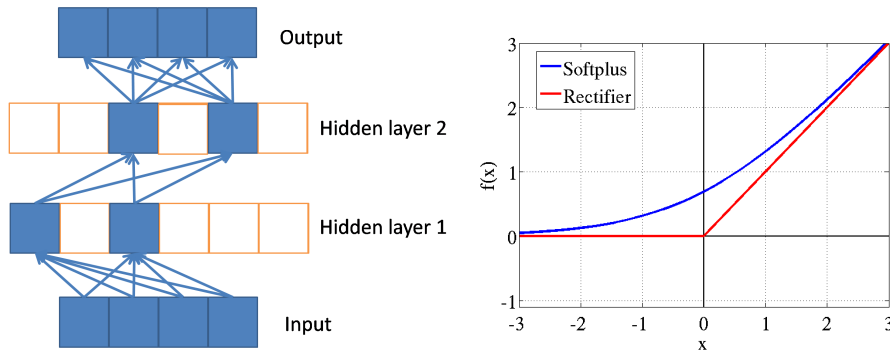 Output
Hidden layer 2
Hidden layer 1
Input
3
2
1
0
-1
f(x)
Softplus
Rectifier
-3 -2 -1 0 1 2 3
x